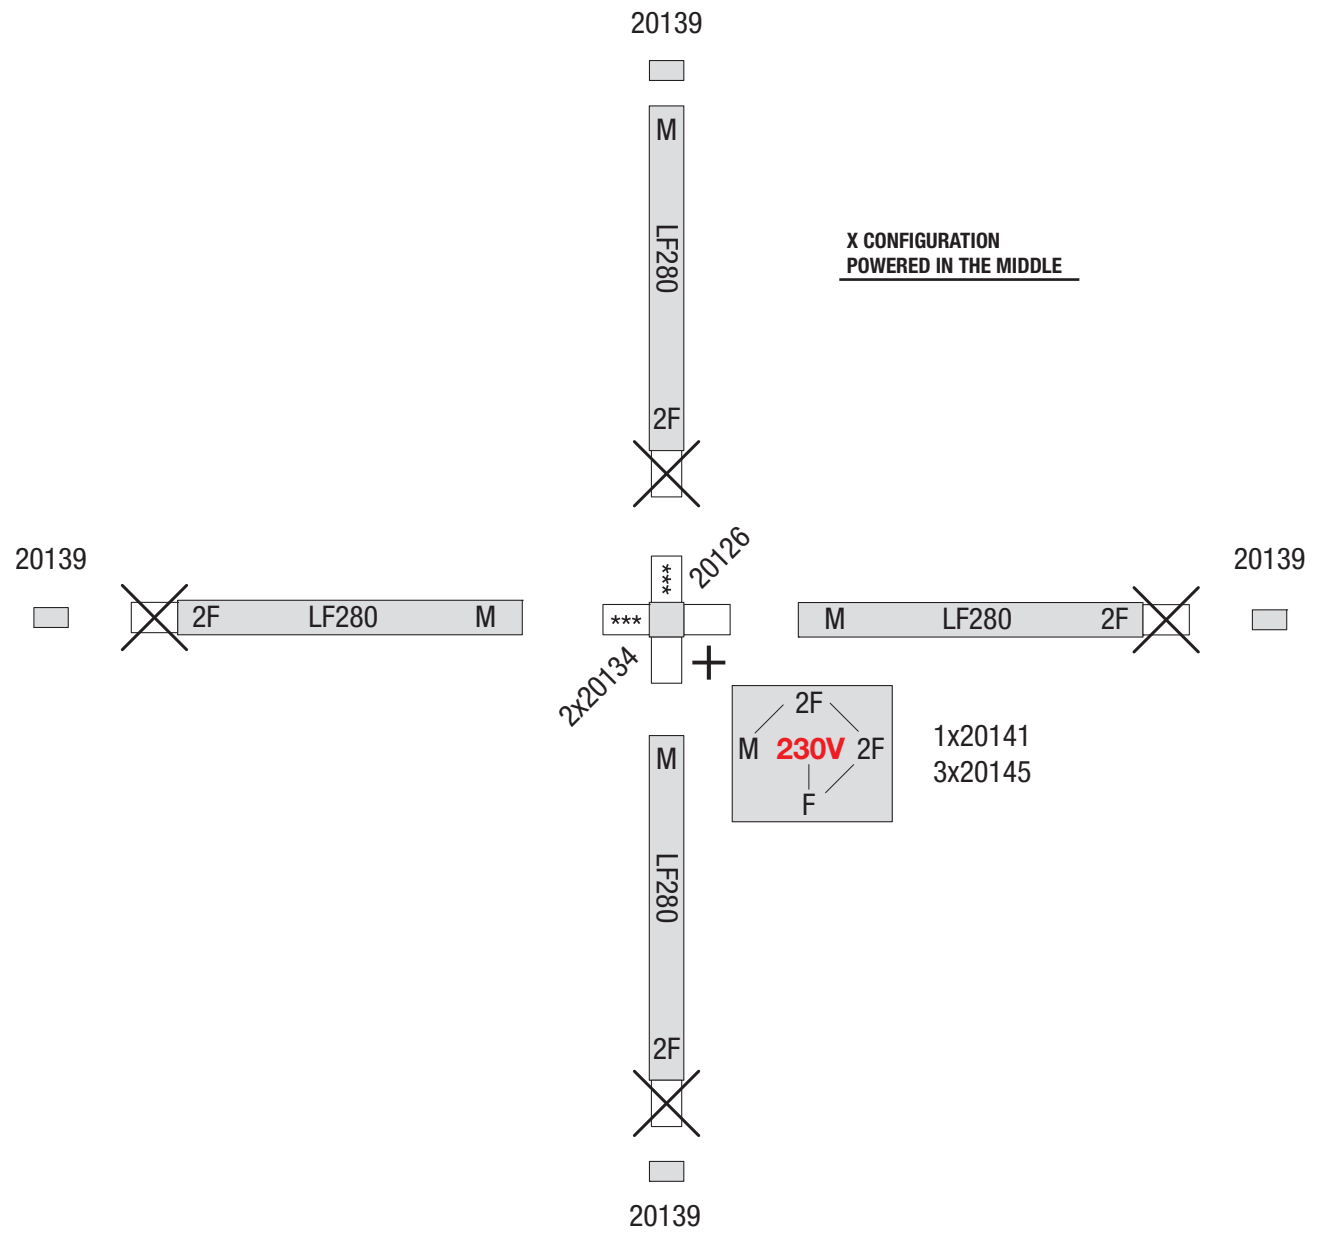 20139
M
LF280
X CONFIGURATION
POWERED IN THE MIDDLE
2F
20126
20139
20139
***
2F LF280 M
***
M LF280 2F
2x20134
+
2F
M 230V 2F
F
1x20141
3x20145
M
LF280
2F
20139